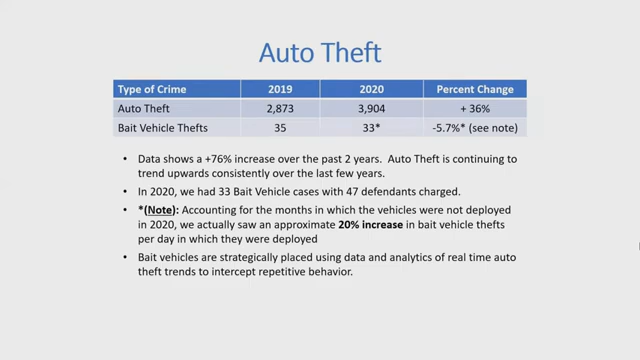 Auto Theft
Type of Crime 2019 2020 Percent Change
Auto Theft 2,873 3,904 + 36%
Bait Vehicle Thefts 35 33* -5.7%* (see note)
• Data shows a +76% increase over the past 2 years. Auto Theft is continuing to
trend upwards consistently over the last few years.
• In 2020, we had 33 Bait Vehicle cases with 47 defendants charged.
• *(Note): Accounting for the months in which the vehicles were not deployed
in 2020, we actually saw an approximate 20% increase in bait vehicle thefts
per day in which they were deployed
• Bait vehicles are strategically placed using data and analytics of real time auto
theft trends to intercept repetitive behavior.